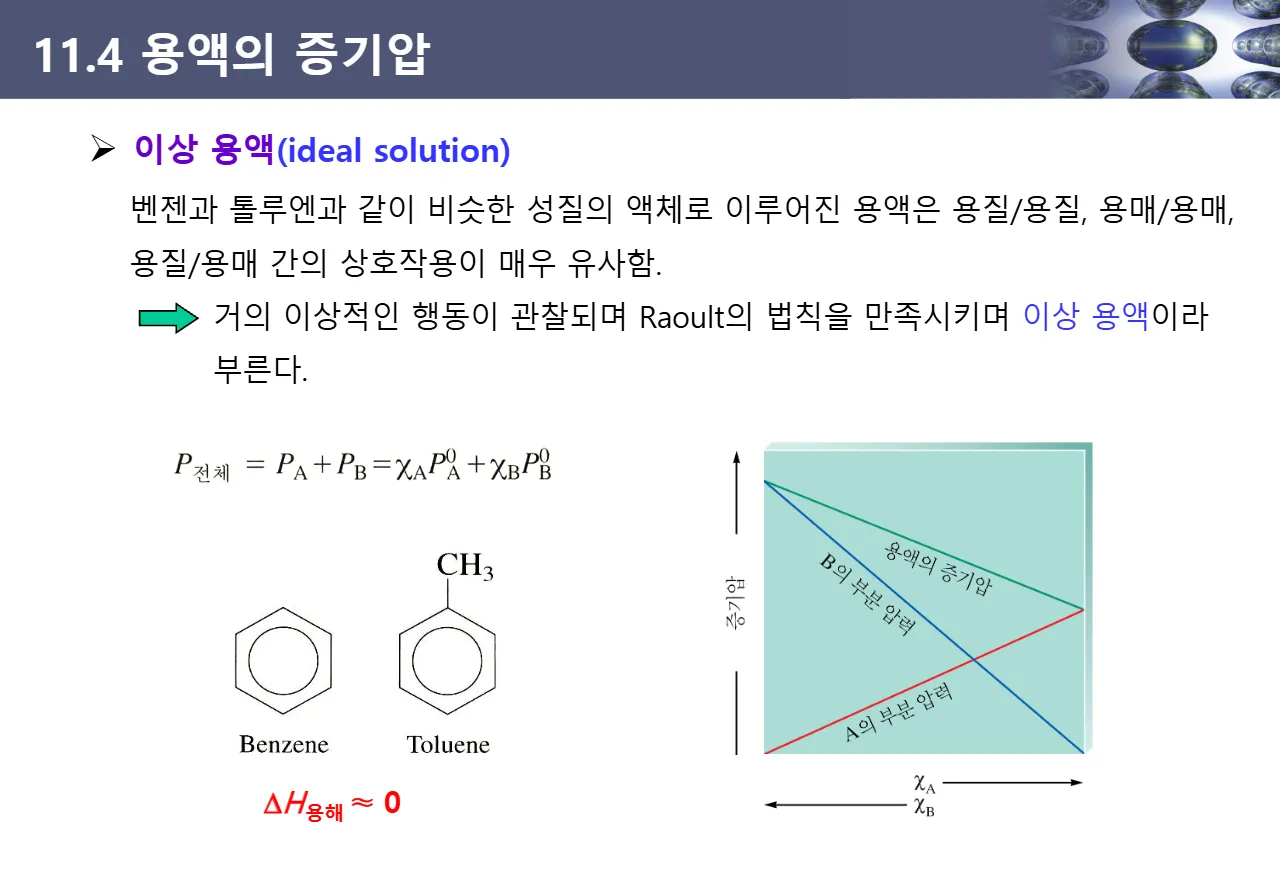 11.4 용액의 증기압
➢ 이상 용액(ideal solution)
벤젠과 톨루엔과 같이 비슷한 성질의 액체로 이루어진 용액은 용질/용질, 용매/용매,
용질/용매 간의 상호작용이 매우 유사함.
거의 이상적인 행동이 관찰되며 Raoult의 법칙을 만족시키며 이상 용액이라
부른다.
P전체 = PA + PB = χAP⁰A + χBP⁰B
CH₃
Benzene
Toluene
ΔH용해 ≈ 0
증기압
용액의 증기압
B의 부분 압력
A의 부분 압력
χA
χB